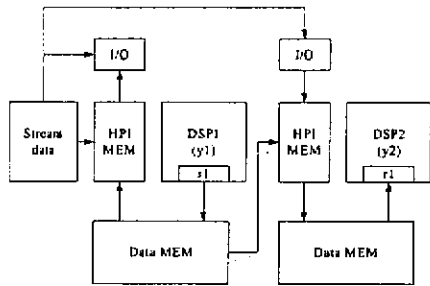 I/O
I/O
Stream data
HPI MEM
DSP1 (y1)
s1
HPI MEM
DSP2 (y2)
r1
Data MEM
Data MEM